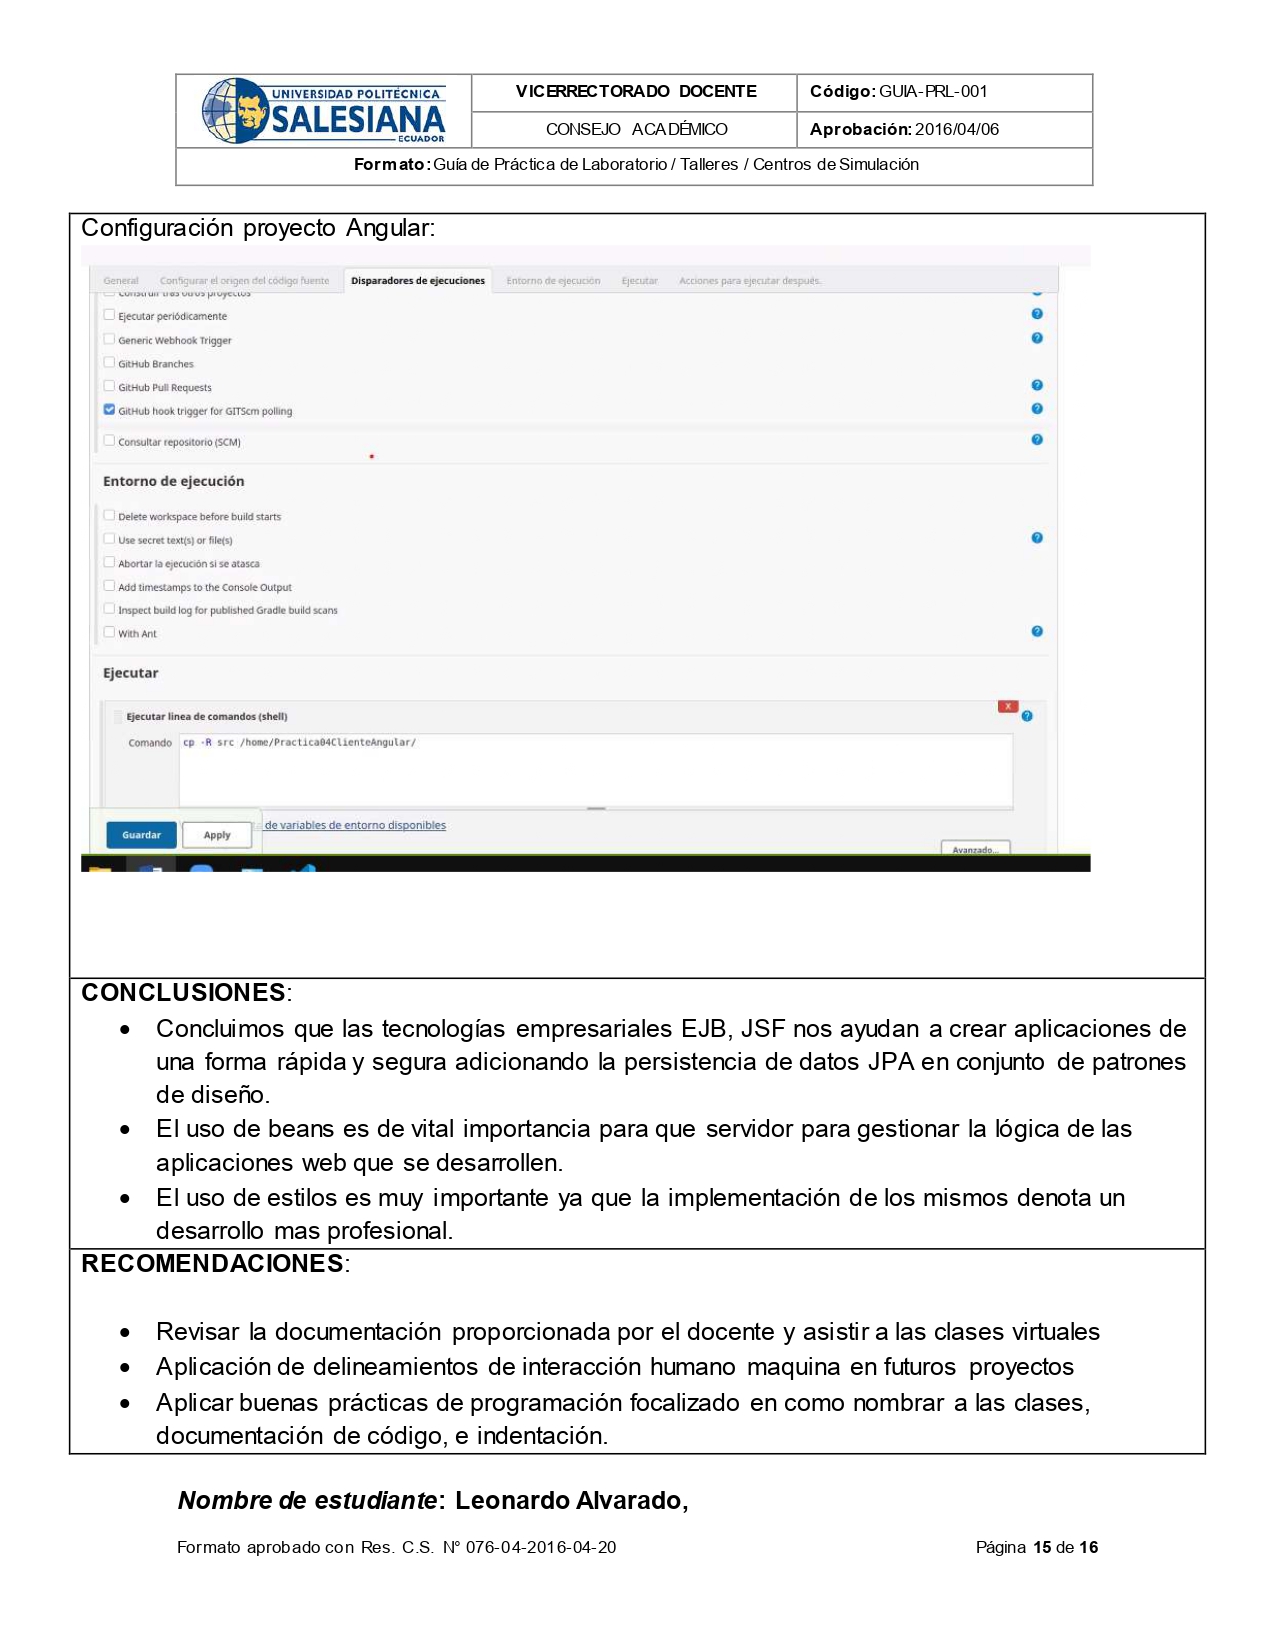 UNIVERSIDAD POLITÉCNICA
SALESIANA
ECUADOR
VICERRECTORADO DOCENTE
Código: GUIA-PRL-001
CONSEJO ACADÉMICO
Aprobación: 2016/04/06
Formato: Guía de Práctica de Laboratorio / Talleres / Centros de Simulación
Configuración proyecto Angular:
General Configurar el origen del código fuente Disparadores de ejecuciones Entorno de ejecución Ejecutar Acciones para ejecutar después.
Construir tras otros proyectos
Ejecutar periódicamente
Generic Webhook Trigger
GitHub Branches
GitHub Pull Requests
GitHub hook trigger for GITScm polling
Consultar repositorio (SCM)
Entorno de ejecución
Delete workspace before build starts
Use secret text(s) or file(s)
Abortar la ejecución si se atasca
Add timestamps to the Console Output
Inspect build log for published Gradle build scans
With Ant
Ejecutar
X
Ejecutar linea de comandos (shell)
Comando cp -R src /home/Practica04ClienteAngular/
de variables de entorno disponibles
Guardar Apply
Avanzado...
CONCLUSIONES:
• Concluimos que las tecnologías empresariales EJB, JSF nos ayudan a crear aplicaciones de
una forma rápida y segura adicionando la persistencia de datos JPA en conjunto de patrones
de diseño.
• El uso de beans es de vital importancia para que servidor para gestionar la lógica de las
aplicaciones web que se desarrollen.
• El uso de estilos es muy importante ya que la implementación de los mismos denota un
desarrollo mas profesional.
RECOMENDACIONES:
• Revisar la documentación proporcionada por el docente y asistir a las clases virtuales
• Aplicación de delineamientos de interacción humano maquina en futuros proyectos
• Aplicar buenas prácticas de programación focalizado en como nombrar a las clases,
documentación de código, e indentación.
Nombre de estudiante: Leonardo Alvarado,
Formato aprobado con Res. C.S. N° 076-04-2016-04-20
Página 15 de 16